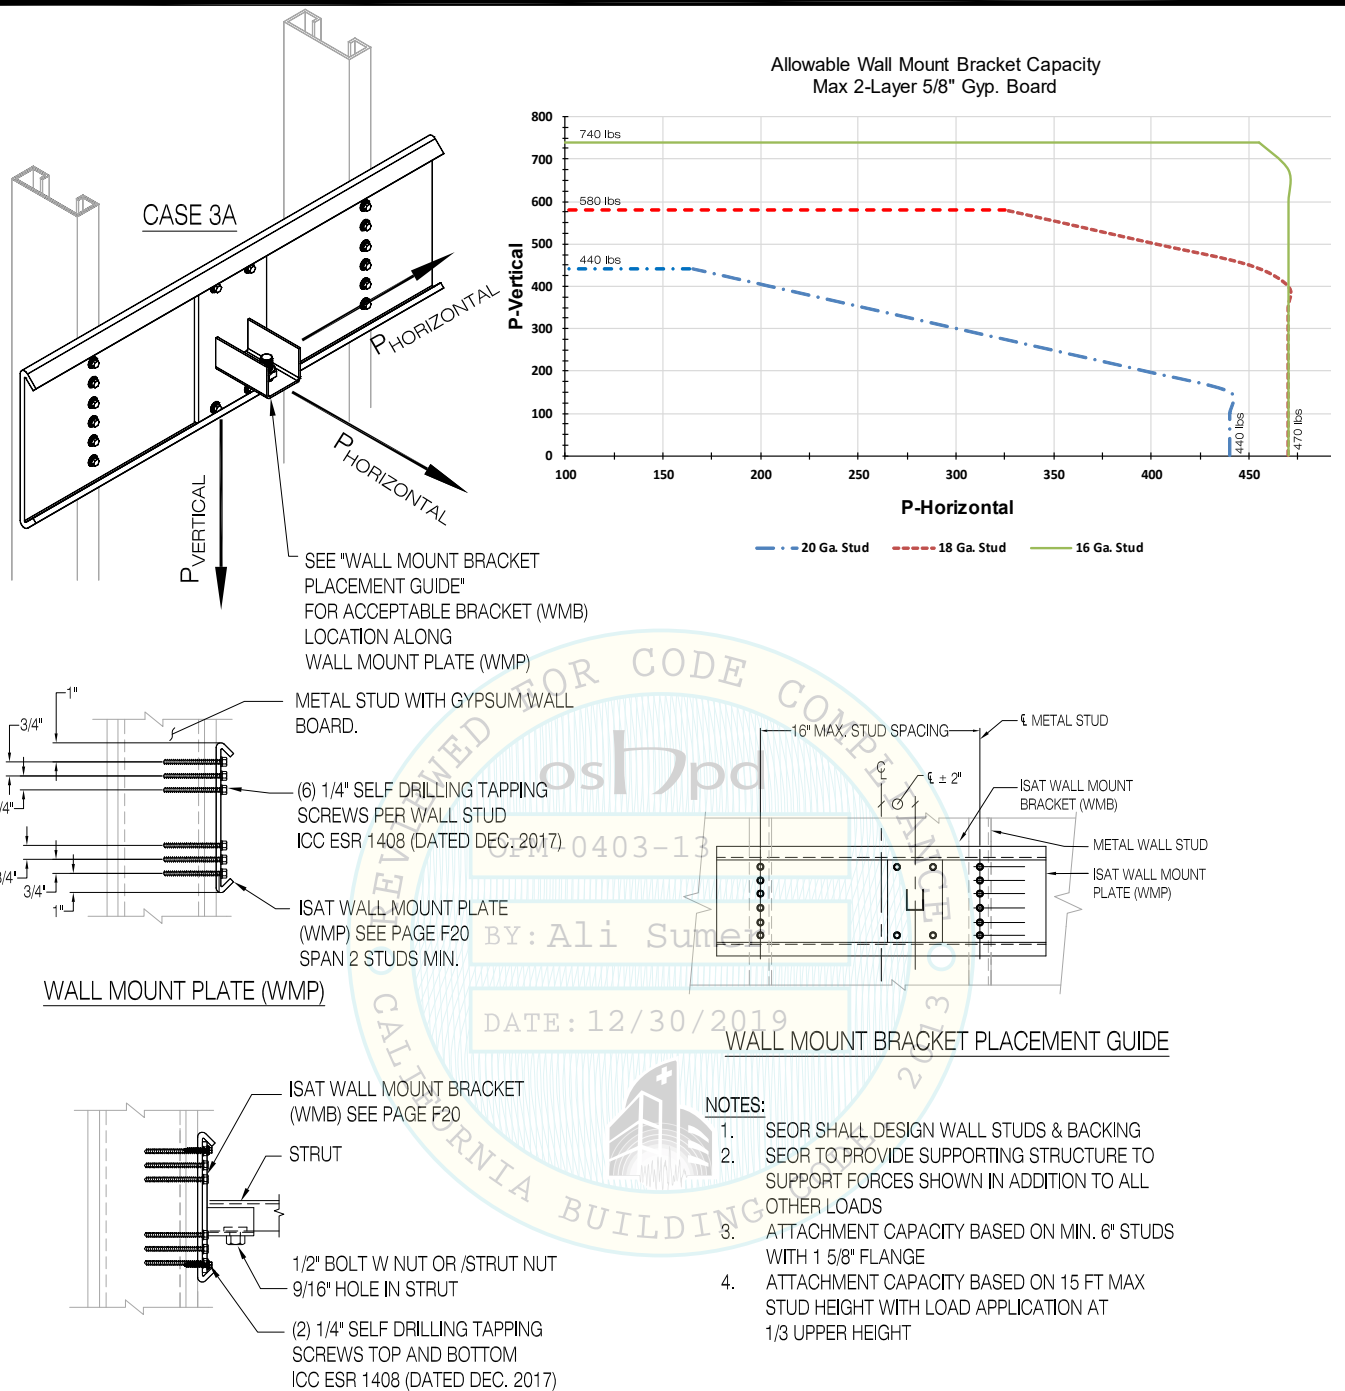 CASE 3A
PHORIZONTAL
PHORIZONTAL
PVERTICAL
SEE "WALL MOUNT BRACKET
PLACEMENT GUIDE"
FOR ACCEPTABLE BRACKET (WMB)
LOCATION ALONG
WALL MOUNT PLATE (WMP)
Allowable Wall Mount Bracket Capacity
Max 2-Layer 5/8" Gyp. Board
P-Vertical
800
700
600
500
400
300
200
100
0
740 lbs
580 lbs
440 lbs
440 lbs
470 lbs
100 150 200 250 300 350 400 450
P-Horizontal
20 Ga. Stud 18 Ga. Stud 16 Ga. Stud
1"
3/4"
/4"
3/4"
3/4"
1"
METAL STUD WITH GYPSUM WALL
BOARD.
(6) 1/4" SELF DRILLING TAPPING
SCREWS PER WALL STUD
ICC ESR 1408 (DATED DEC. 2017)
ISAT WALL MOUNT PLATE
(WMP) SEE PAGE F20
SPAN 2 STUDS MIN.
WALL MOUNT PLATE (WMP)
REVIEWED FOR CODE COMPLIANCE
oshpd
OPM-0403-13
BY: Ali Sumer
DATE: 12/30/2019
CALIFORNIA BUILDING CODE 2013
16" MAX. STUD SPACING
℄ METAL STUD
℄
℄ ± 2"
ISAT WALL MOUNT
BRACKET (WMB)
METAL WALL STUD
ISAT WALL MOUNT
PLATE (WMP)
WALL MOUNT BRACKET PLACEMENT GUIDE
ISAT WALL MOUNT BRACKET
(WMB) SEE PAGE F20
STRUT
1/2" BOLT W NUT OR /STRUT NUT
9/16" HOLE IN STRUT
(2) 1/4" SELF DRILLING TAPPING
SCREWS TOP AND BOTTOM
ICC ESR 1408 (DATED DEC. 2017)
NOTES:
1. SEOR SHALL DESIGN WALL STUDS & BACKING
2. SEOR TO PROVIDE SUPPORTING STRUCTURE TO
SUPPORT FORCES SHOWN IN ADDITION TO ALL
OTHER LOADS
3. ATTACHMENT CAPACITY BASED ON MIN. 6" STUDS
WITH 1 5/8" FLANGE
4. ATTACHMENT CAPACITY BASED ON 15 FT MAX
STUD HEIGHT WITH LOAD APPLICATION AT
1/3 UPPER HEIGHT